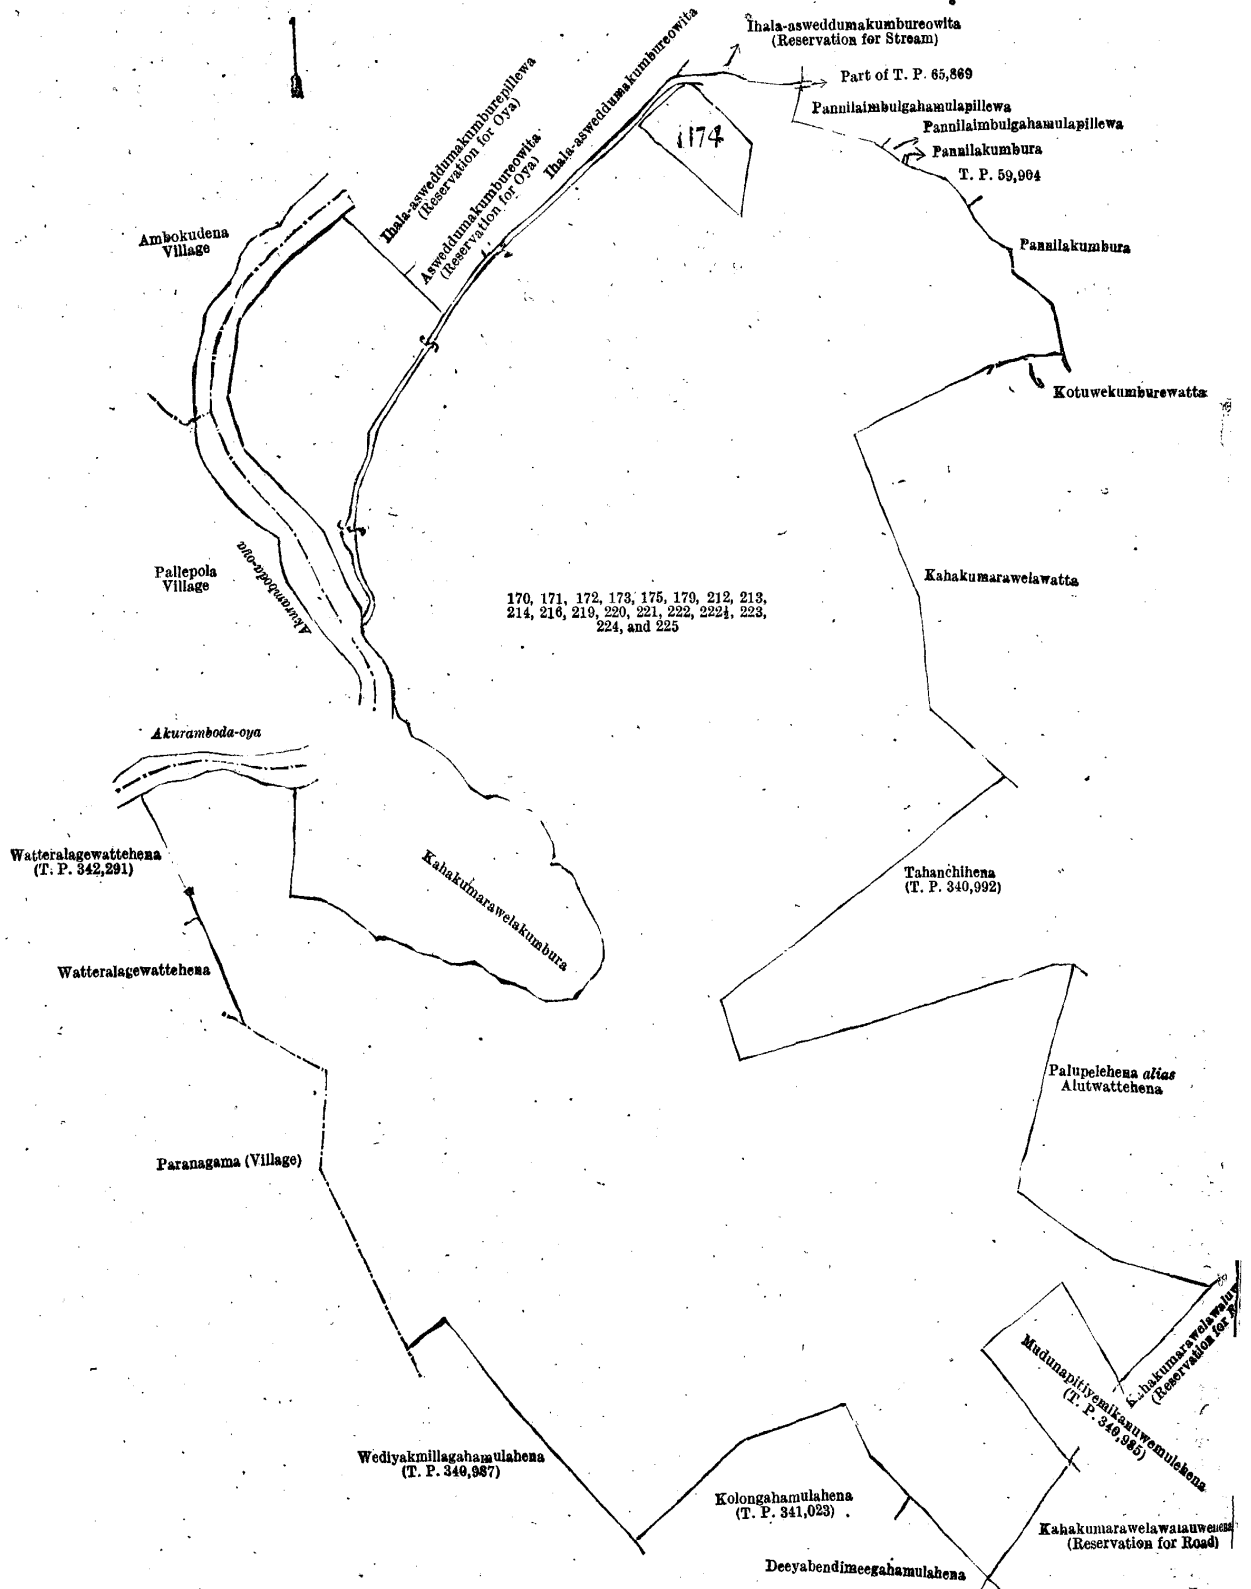 Ihala-asweddumakumbureowita
(Reservation for Stream)
Part of T. P. 65,869
Pannilaimbulgahamulapillewa
Pannilaimbulgahamulapillewa
Pannilakumbura
T. P. 59,904
1174
Ihala-asweddumakumburepillewa
(Reservation for Oya)
Asweddumakumbureowita
(Reservation for Oya)
Ihala-asweddumakumbureowita
Ambokudena
Village
Pannilakumbura
Kotuwekumburewatta
Kahakumarawelawatta
Pallepola
Village
Akuramboda-oya
170, 171, 172, 173, 175, 179, 212, 213,
214, 216, 219, 220, 221, 222, 222½, 223,
224, and 225
Akuramboda-oya
Watteralagewattehena
(T. P. 342,291)
Kahakumarawelakumbura
Tahanchihena
(T. P. 340,992)
Watteralagewattehena
Palupelehena alias
Alutwattehena
Paranagama (Village)
Kahakumarawelawaluw
(Reservation for R
Mudunapitiyemikanuwemulehena
(T. P. 340,985)
Wediyakmillagahamulahena
(T. P. 340,987)
Kolongahamulahena
(T. P. 341,023)
Kahakumarawelawalauwehena
(Reservation for Road)
Deeyabendimeegahamulahena